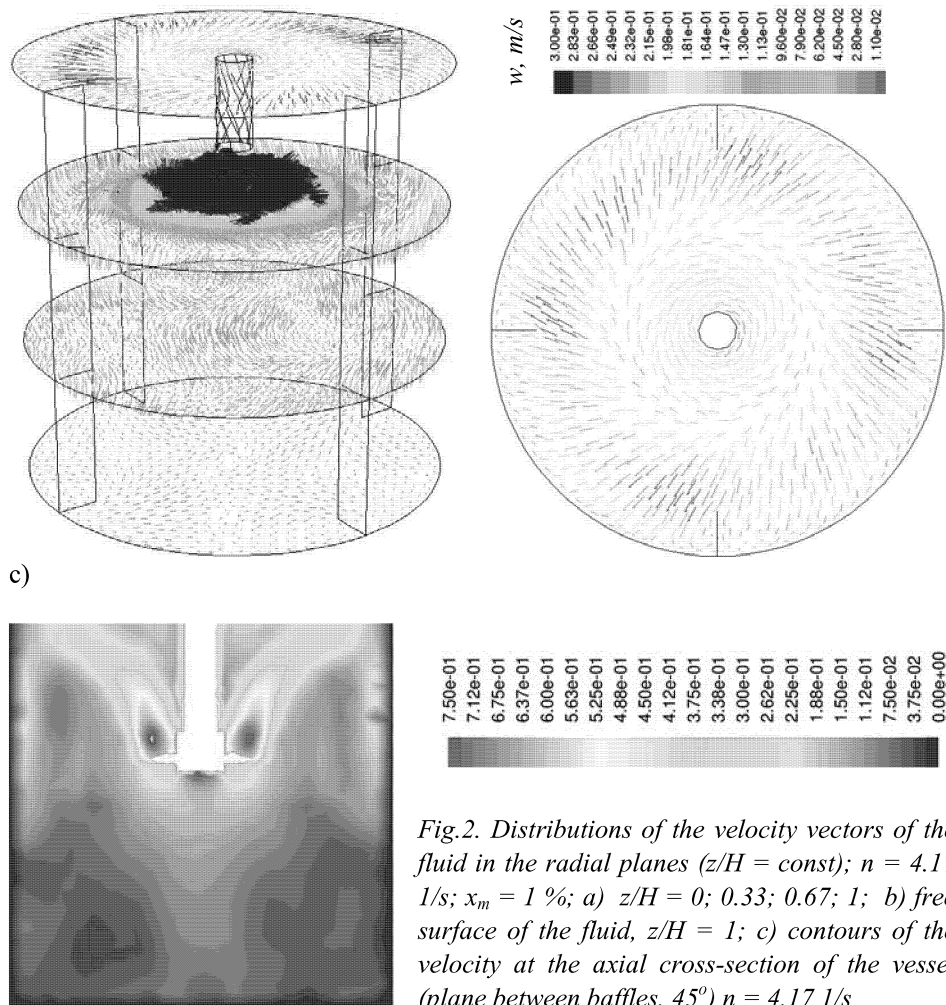 w, m/s
3.00e-01
2.83e-01
2.66e-01
2.49e-01
2.32e-01
2.15e-01
1.98e-01
1.81e-01
1.64e-01
1.47e-01
1.30e-01
1.13e-01
9.60e-02
7.90e-02
6.20e-02
4.50e-02
2.80e-02
1.10e-02
c)
7.50e-01
7.12e-01
6.75e-01
6.37e-01
6.00e-01
5.63e-01
5.25e-01
4.88e-01
4.50e-01
4.12e-01
3.75e-01
3.38e-01
3.00e-01
2.62e-01
2.25e-01
1.88e-01
1.12e-01
7.50e-02
3.75e-02
0.00e+00
Fig.2. Distributions of the velocity vectors of the
fluid in the radial planes (z/H = const); n = 4.1
1/s; xₘ = 1 %; a) z/H = 0; 0.33; 0.67; 1; b) free
surface of the fluid, z/H = 1; c) contours of the
velocity at the axial cross-section of the vesse
(plane between baffles, 45°) n = 4.17 1/s